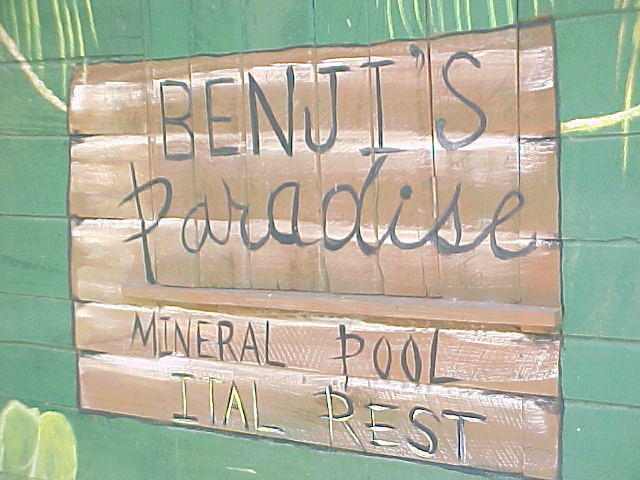 BENJI'S
Paradise
MINERAL POOL
ITAL REST